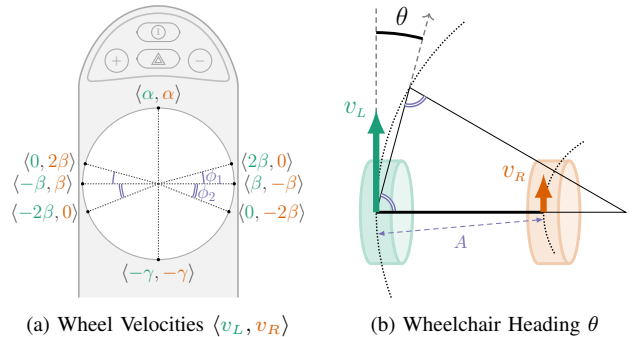 θ
⟨α, α⟩
v_L
⟨0, 2β⟩
⟨2β, 0⟩
ϕ₁
⟨−β, β⟩
⟨β, −β⟩
v_R
ϕ₂
⟨−2β, 0⟩
⟨0, −2β⟩
A
⟨−γ, −γ⟩
(a) Wheel Velocities ⟨v_L, v_R⟩
(b) Wheelchair Heading θ